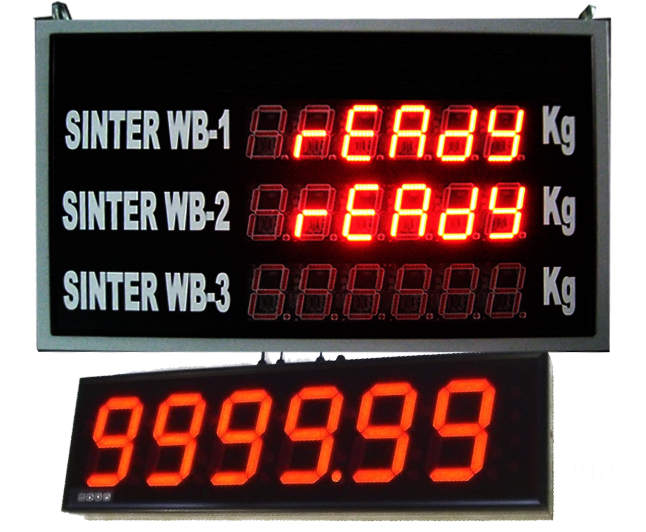 SINTER WB-1 rEAdy Kg
SINTER WB-2 rEAdy Kg
SINTER WB-3 Kg
9999.99